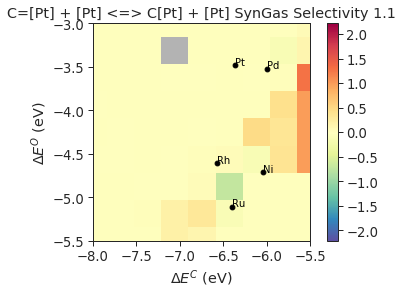 C=[Pt] + [Pt] <=> C[Pt] + [Pt] SynGas Selectivity 1.1
−3.0
−3.5
−4.0
−4.5
−5.0
−5.5
ΔE^O (eV)
Pt
Pd
Rh
Ni
Ru
−8.0 −7.5 −7.0 −6.5 −6.0 −5.5
ΔE^C (eV)
2.0
1.5
1.0
0.5
0.0
−0.5
−1.0
−1.5
−2.0